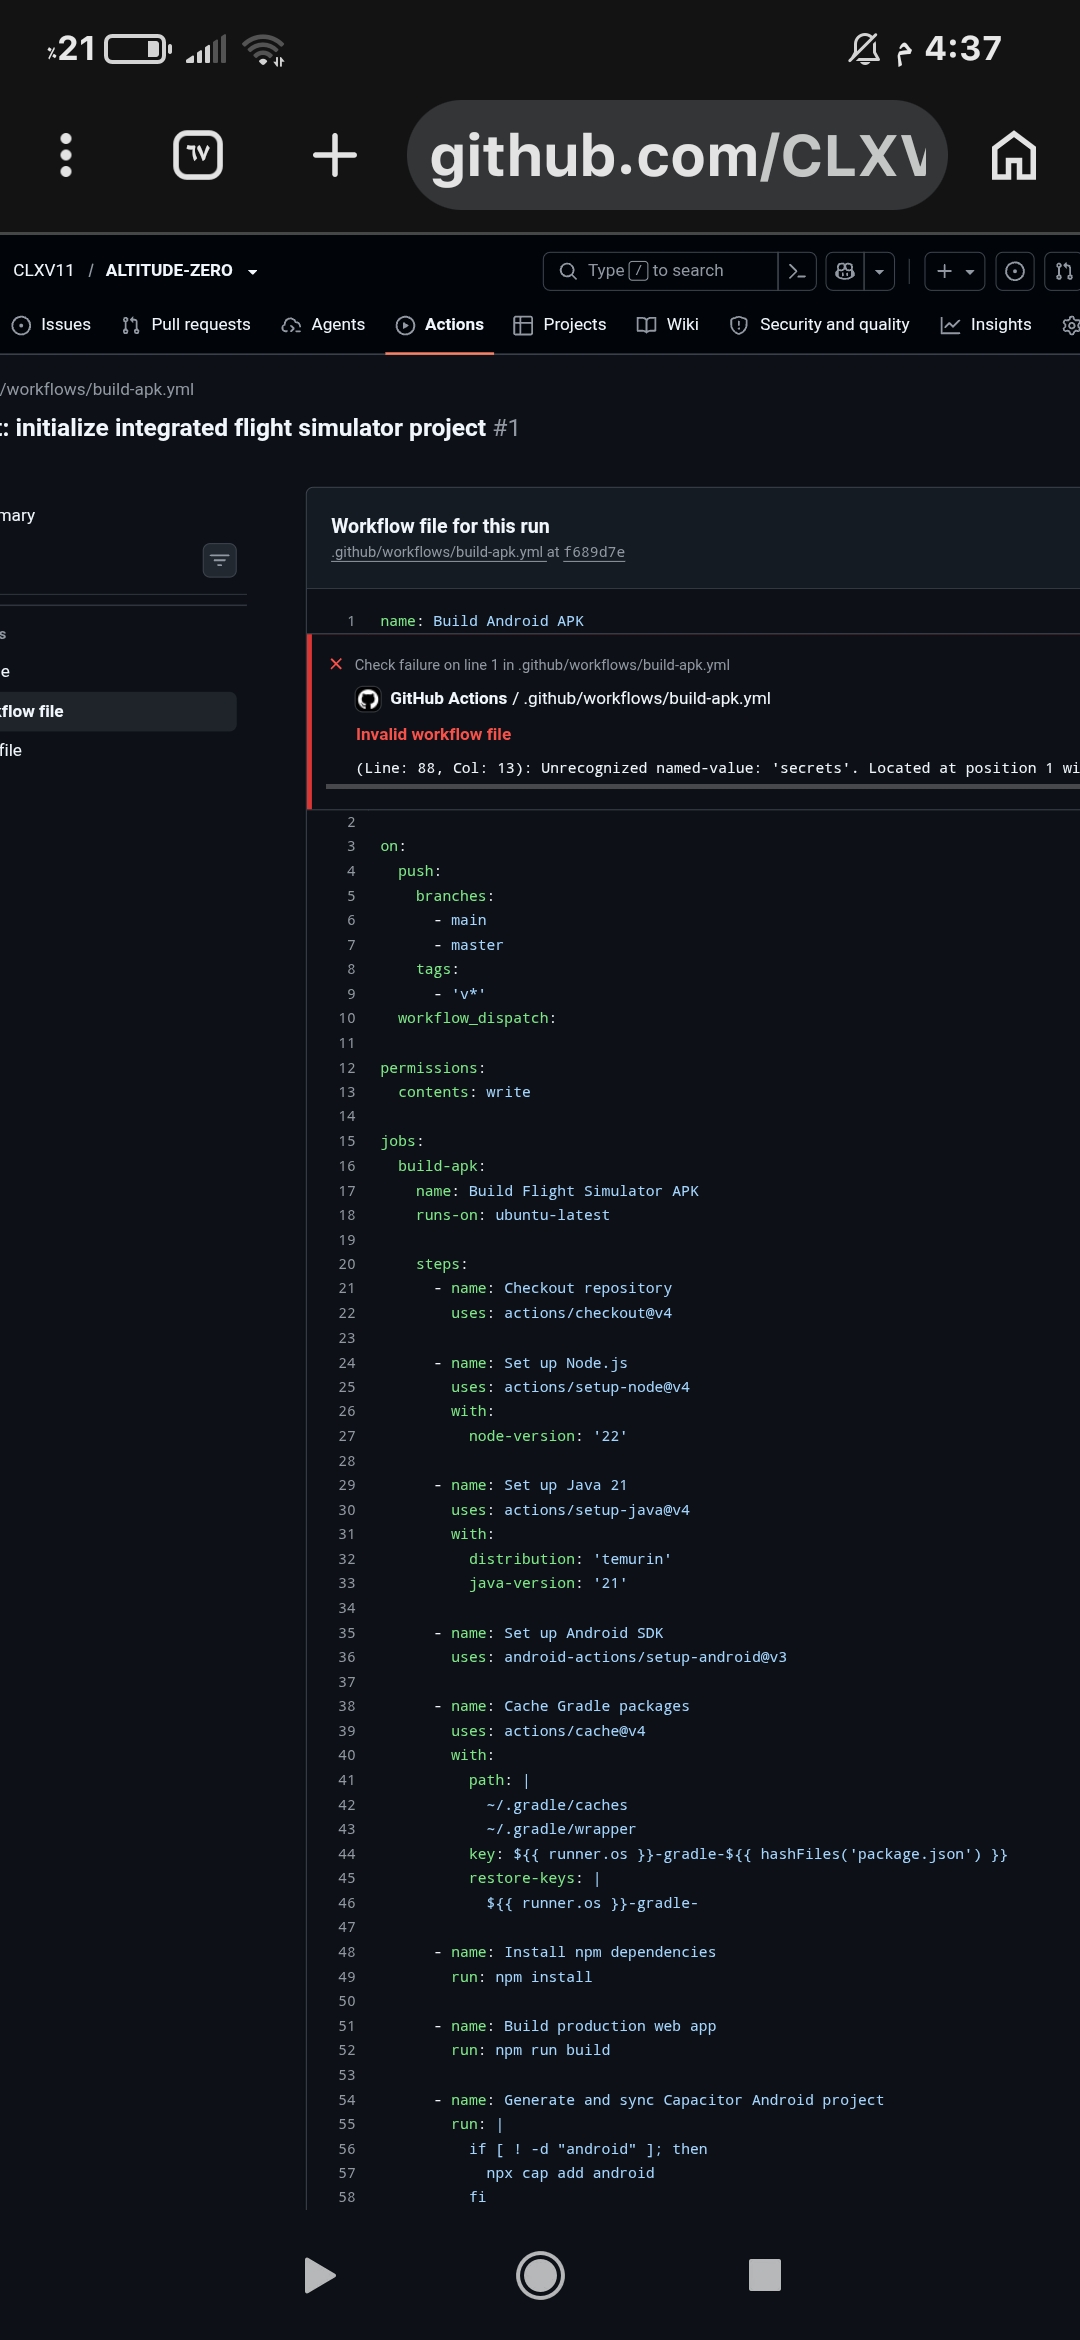 ٪21
م 4:37
github.com/CLXV
CLXV11 / ALTITUDE-ZERO
Type / to search
Issues
Pull requests
Agents
Actions
Projects
Wiki
Security and quality
Insights
/workflows/build-apk.yml
: initialize integrated flight simulator project #1
mary
s
e
flow file
file
Workflow file for this run
.github/workflows/build-apk.yml at f689d7e
1 name: Build Android APK
Check failure on line 1 in .github/workflows/build-apk.yml
GitHub Actions / .github/workflows/build-apk.yml
Invalid workflow file
(Line: 88, Col: 13): Unrecognized named-value: 'secrets'. Located at position 1 wi
2
3 on:
4   push:
5     branches:
6       - main
7       - master
8     tags:
9       - 'v*'
10   workflow_dispatch:
11
12 permissions:
13   contents: write
14
15 jobs:
16   build-apk:
17     name: Build Flight Simulator APK
18     runs-on: ubuntu-latest
19
20     steps:
21       - name: Checkout repository
22         uses: actions/checkout@v4
23
24       - name: Set up Node.js
25         uses: actions/setup-node@v4
26         with:
27           node-version: '22'
28
29       - name: Set up Java 21
30         uses: actions/setup-java@v4
31         with:
32           distribution: 'temurin'
33           java-version: '21'
34
35       - name: Set up Android SDK
36         uses: android-actions/setup-android@v3
37
38       - name: Cache Gradle packages
39         uses: actions/cache@v4
40         with:
41           path: |
42             ~/.gradle/caches
43             ~/.gradle/wrapper
44           key: ${{ runner.os }}-gradle-${{ hashFiles('package.json') }}
45           restore-keys: |
46             ${{ runner.os }}-gradle-
47
48       - name: Install npm dependencies
49         run: npm install
50
51       - name: Build production web app
52         run: npm run build
53
54       - name: Generate and sync Capacitor Android project
55         run: |
56           if [ ! -d "android" ]; then
57             npx cap add android
58           fi